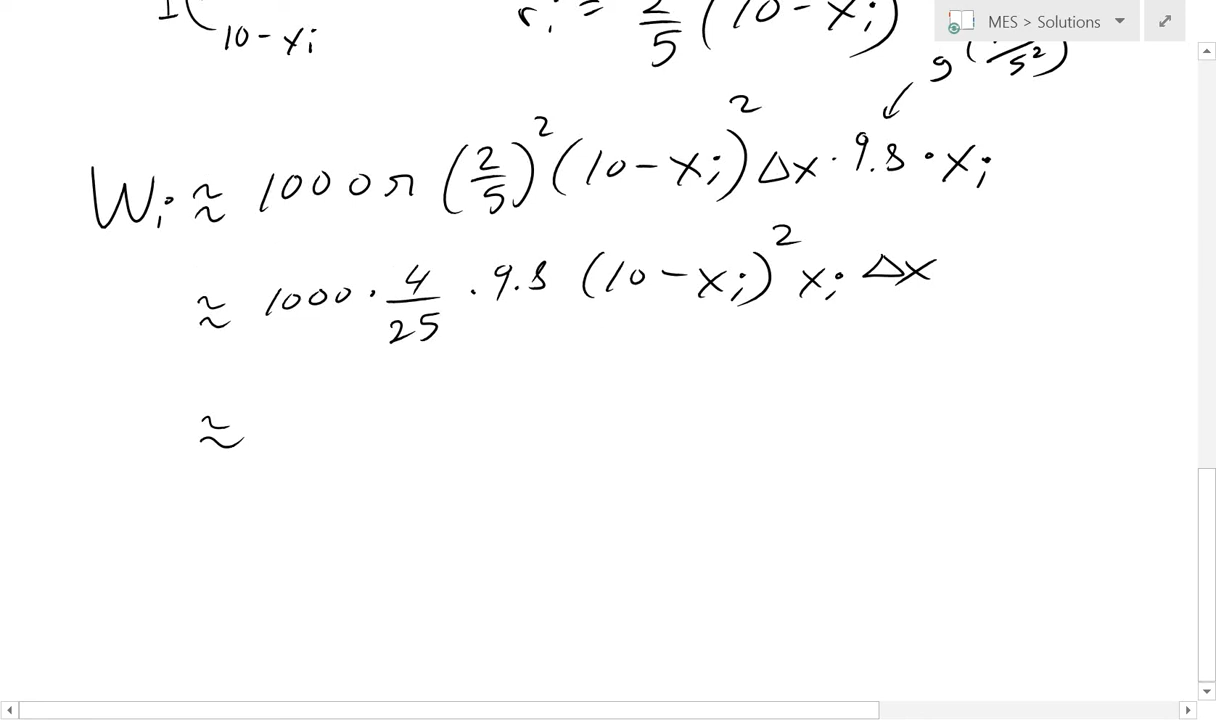 10 - xi
ri = 2/5 (10 - xi)
MES > Solutions
g
Wi ≈ 1000 π (2/5)² (10 - xi)² Δx · 9.8 · xi
≈ 1000 · 4/25 · 9.8 (10 - xi)² xi Δx
≈